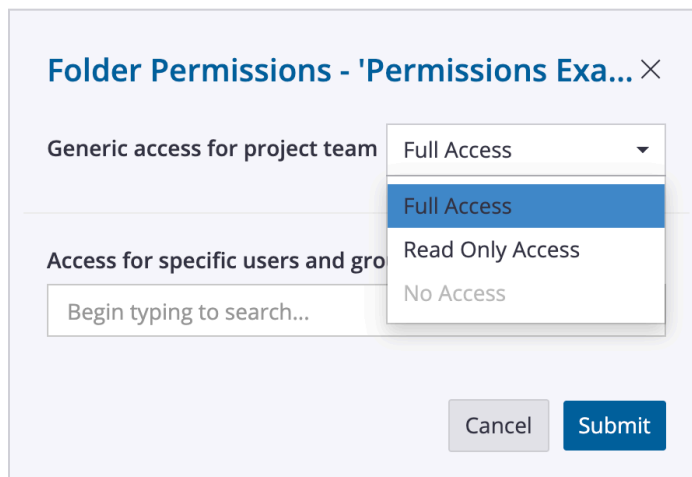 Folder Permissions - 'Permissions Exa...
Generic access for project team
Full Access
Full Access
Read Only Access
No Access
Access for specific users and gro
Begin typing to search...
Cancel
Submit